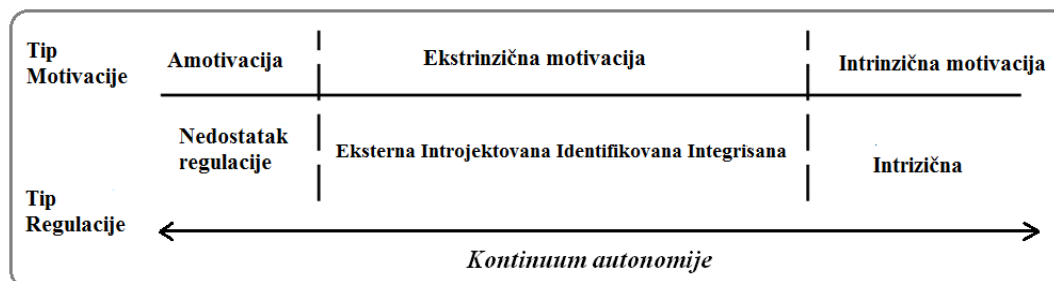 Tip
Motivacije
Amotivacija
Ekstrinzična motivacija
Intrinzična motivacija
Nedostatak
regulacije
Eksterna Introjektovana Identifikovana Integrisana
Intrizična
Tip
Regulacije
Kontinuum autonomije